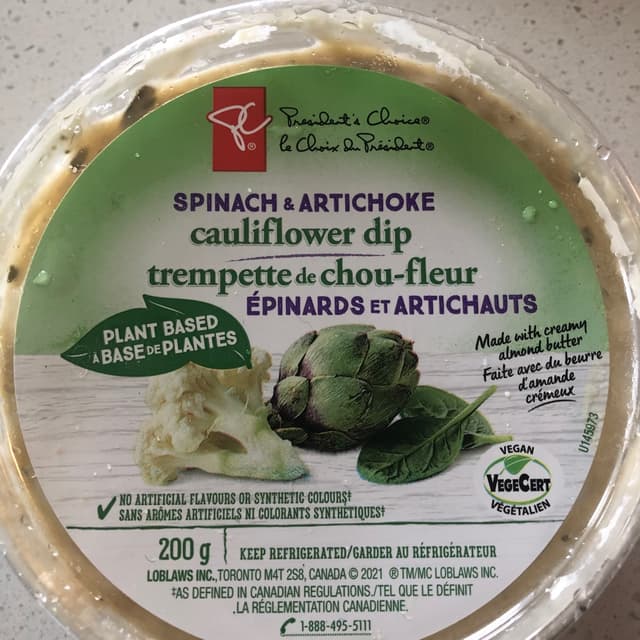 PC®
President's Choice®
le Choix du Président®
SPINACH & ARTICHOKE
cauliflower dip
trempette de chou-fleur
ÉPINARDS ET ARTICHAUTS
PLANT BASED
À BASE DE PLANTES
Made with creamy
almond butter
Faite avec du beurre
d'amande
crémeux
U146973
VEGAN
VEGECERT
VÉGÉTALIEN
NO ARTIFICIAL FLAVOURS OR SYNTHETIC COLOURS‡
SANS ARÔMES ARTIFICIELS NI COLORANTS SYNTHÉTIQUES‡
200 g
KEEP REFRIGERATED/GARDER AU RÉFRIGÉRATEUR
LOBLAWS INC., TORONTO M4T 2S8, CANADA © 2021 ®TM/MC LOBLAWS INC.
‡AS DEFINED IN CANADIAN REGULATIONS./TEL QUE LE DÉFINIT
.LA RÉGLEMENTATION CANADIENNE.
1-888-495-5111